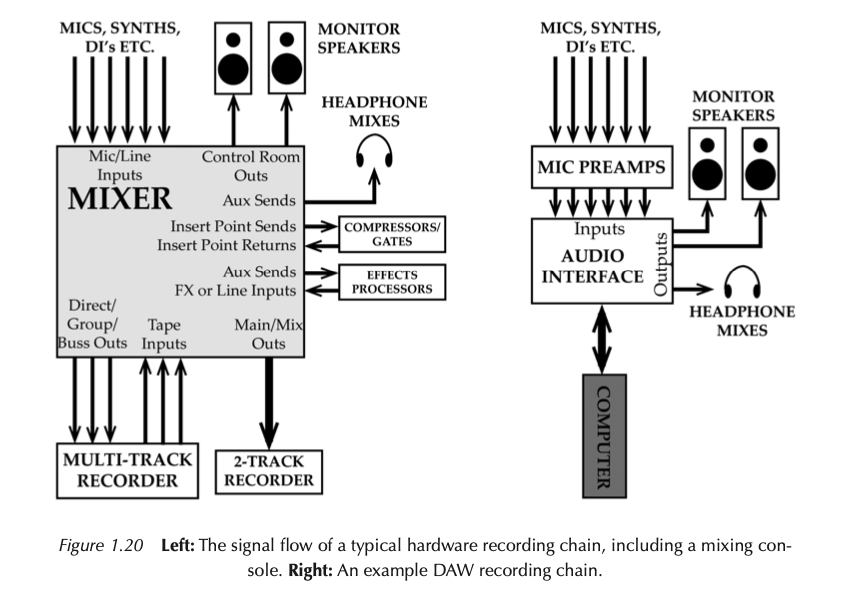 MICS, SYNTHS,
DI's ETC.
MONITOR
SPEAKERS
HEADPHONE
MIXES
Mic/Line
Inputs
Control Room
Outs
MIXER
Aux Sends
Insert Point Sends
Insert Point Returns
COMPRESSORS/
GATES
Aux Sends
FX or Line Inputs
EFFECTS
PROCESSORS
Direct/
Group/
Buss Outs
Tape
Inputs
Main/Mix
Outs
MULTI-TRACK
RECORDER
2-TRACK
RECORDER
MICS, SYNTHS,
DI's ETC.
MONITOR
SPEAKERS
MIC PREAMPS
Inputs
AUDIO
INTERFACE
Outputs
HEADPHONE
MIXES
COMPUTER
Figure 1.20 Left: The signal flow of a typical hardware recording chain, including a mixing con-
sole. Right: An example DAW recording chain.